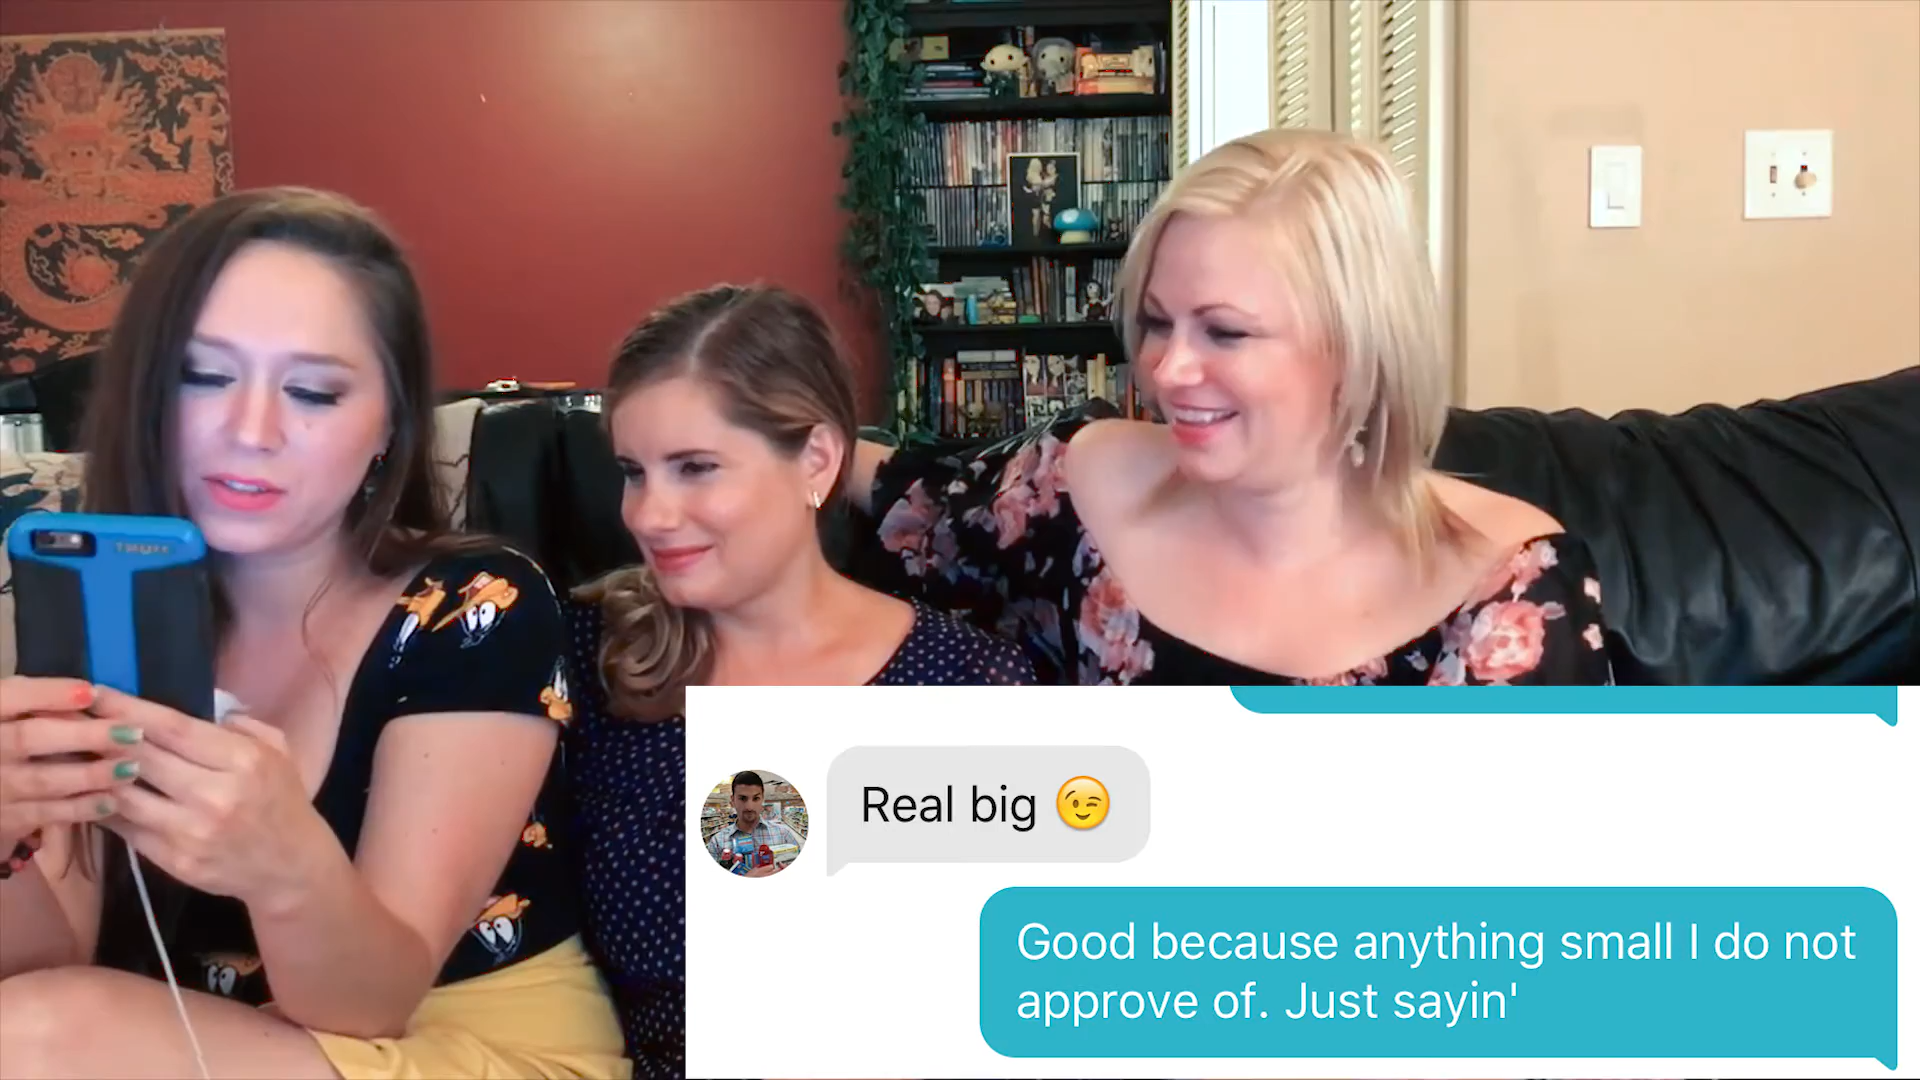 Real big 😉
Good because anything small I do not
approve of. Just sayin'